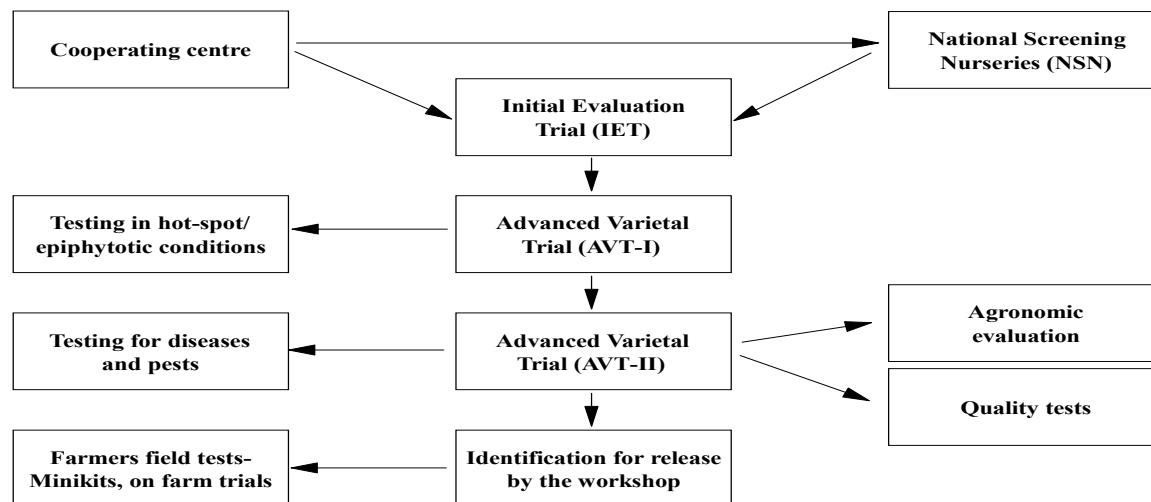 Cooperating centre
National Screening
Nurseries (NSN)
Initial Evaluation
Trial (IET)
Testing in hot-spot/
epiphytotic conditions
Advanced Varietal
Trial (AVT-I)
Testing for diseases
and pests
Advanced Varietal
Trial (AVT-II)
Agronomic
evaluation
Quality tests
Farmers field tests-
Minikits, on farm trials
Identification for release
by the workshop